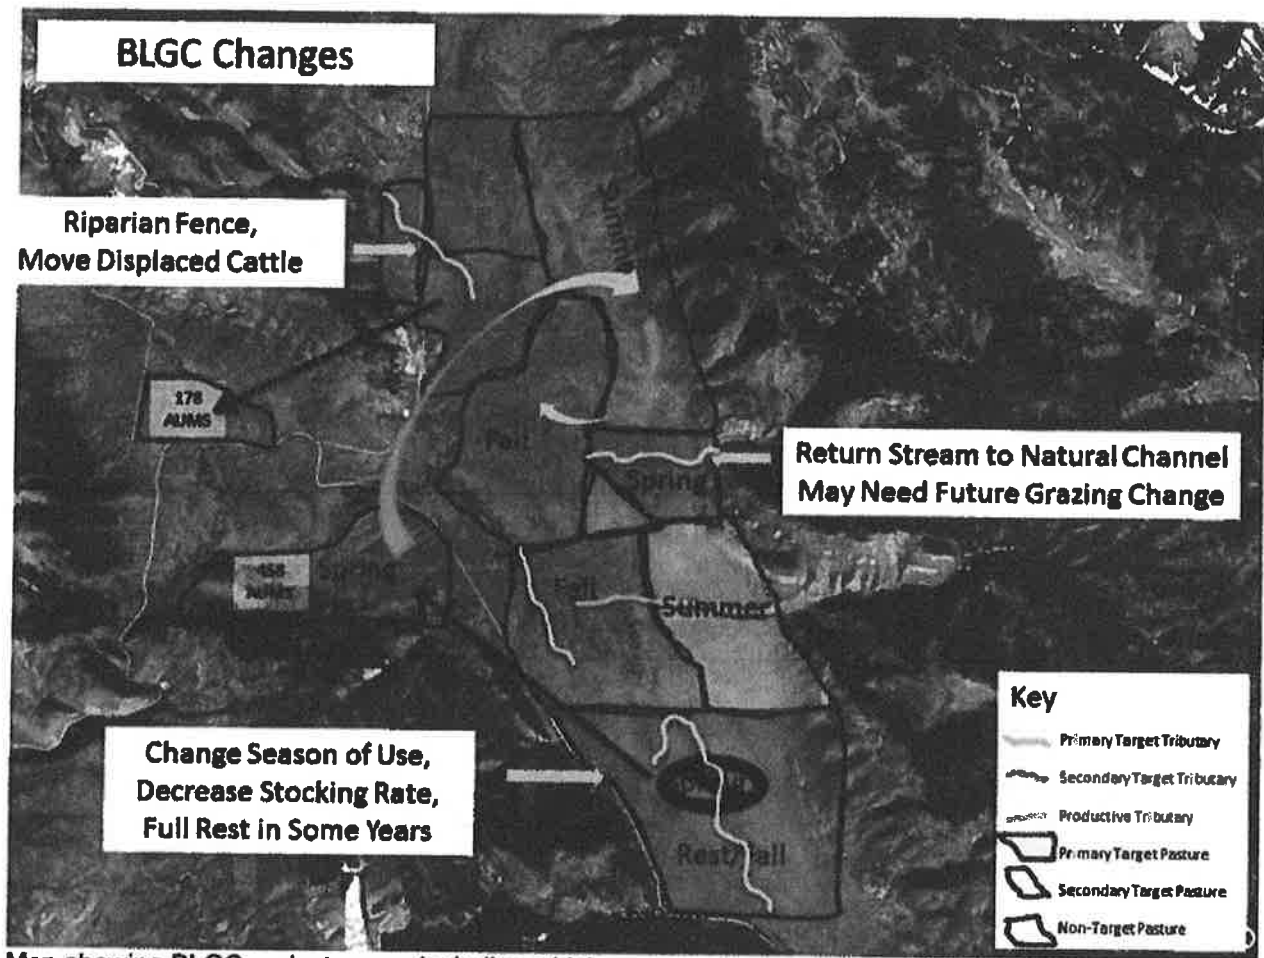 BLGC Changes
Riparian Fence,
Move Displaced Cattle
178
AUMS
Fall
Return Stream to Natural Channel
May Need Future Grazing Change
Spring
Spring
Fall
Summer
Change Season of Use,
Decrease Stocking Rate,
Full Rest in Some Years
Rest/Fall
Key
Primary Target Tributary
Secondary Target Tributary
Productive Tributary
Primary Target Pasture
Secondary Target Pasture
Non-Target Pasture